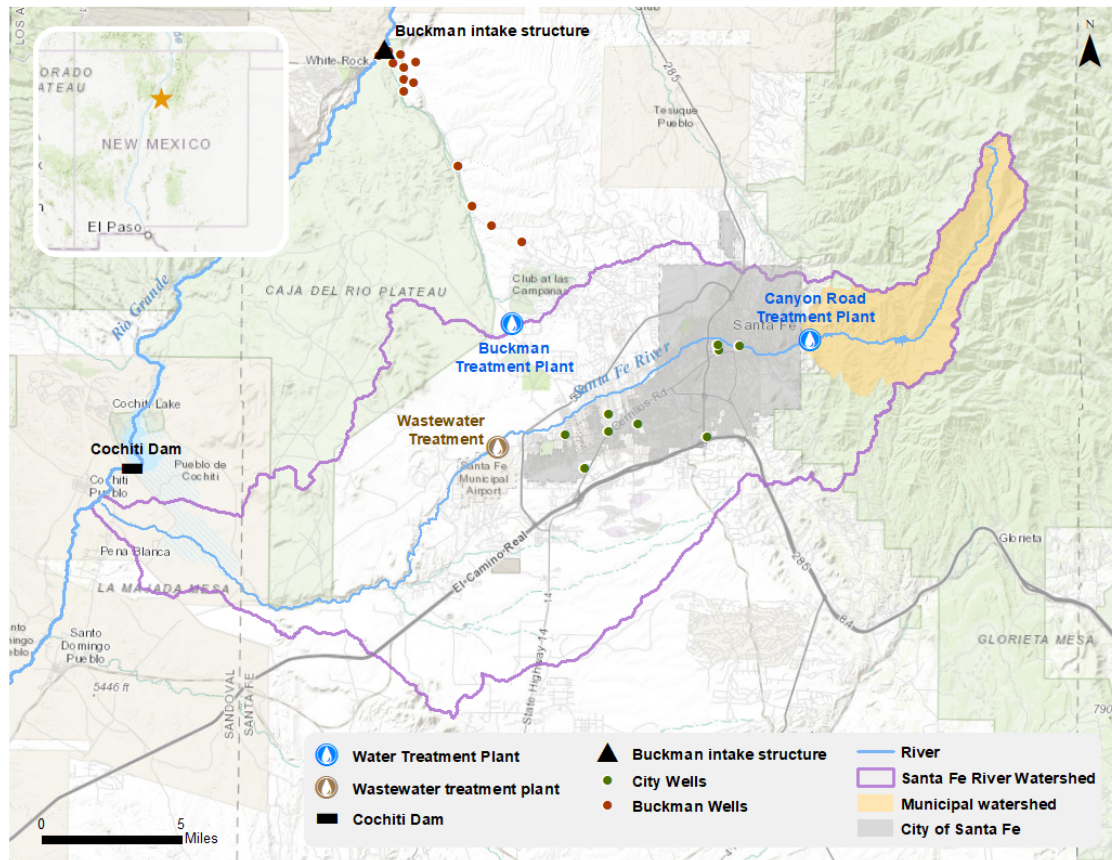 LOS A
Buckman intake structure
N
White Rock
285
Tesuque
Pueblo
NEW MEXICO
El Paso
Rio Grande
CAJA DEL RIO PLATEAU
Club at las
Campanas
Buckman
Treatment Plant
Canyon Road
Treatment Plant
Santa Fe
Santa Fe River
Cerrillos Rd
Wastewater
Treatment
Santa Fe
Municipal
Airport
Cochiti Lake
Cochiti Dam
Pueblo de
Cochiti
Cochiti
Pueblo
Pena Blanca
LA MAJADA MESA
El Camino Real
Glorieta
285
84
GLORIETA MESA
Santo
Domingo
Pueblo
5446 ft
SANDOVAL
SANTA FE
State Highway 14
14
790
Water Treatment Plant
Wastewater treatment plant
Cochiti Dam
Buckman intake structure
City Wells
Buckman Wells
River
Santa Fe River Watershed
Municipal watershed
City of Santa Fe
0 5
Miles